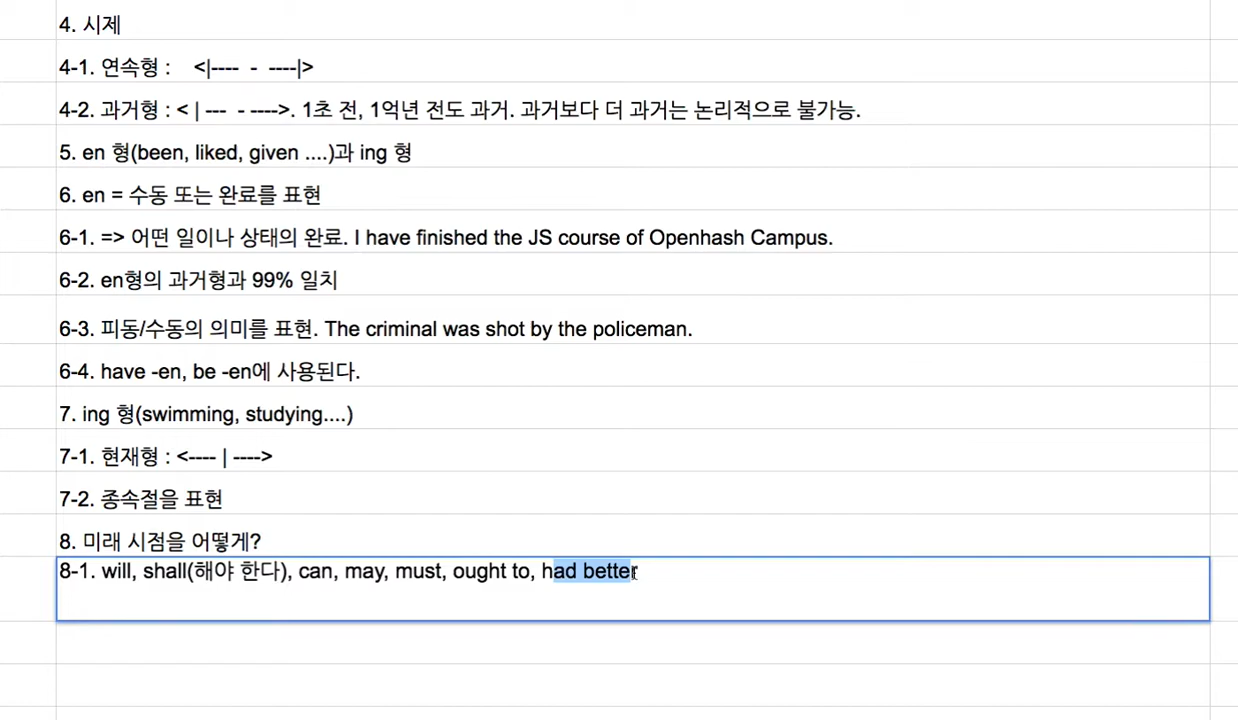 4. 시제
4-1. 연속형 : <|---- - ----|>
4-2. 과거형 : < | --- - ---->. 1초 전, 1억년 전도 과거. 과거보다 더 과거는 논리적으로 불가능.
5. en 형(been, liked, given ....)과 ing 형
6. en = 수동 또는 완료를 표현
6-1. => 어떤 일이나 상태의 완료. I have finished the JS course of Openhash Campus.
6-2. en형의 과거형과 99% 일치
6-3. 피동/수동의 의미를 표현. The criminal was shot by the policeman.
6-4. have -en, be -en에 사용된다.
7. ing 형(swimming, studying....)
7-1. 현재형 : <---- | ---->
7-2. 종속절을 표현
8. 미래 시점을 어떻게?
8-1. will, shall(해야 한다), can, may, must, ought to, had better